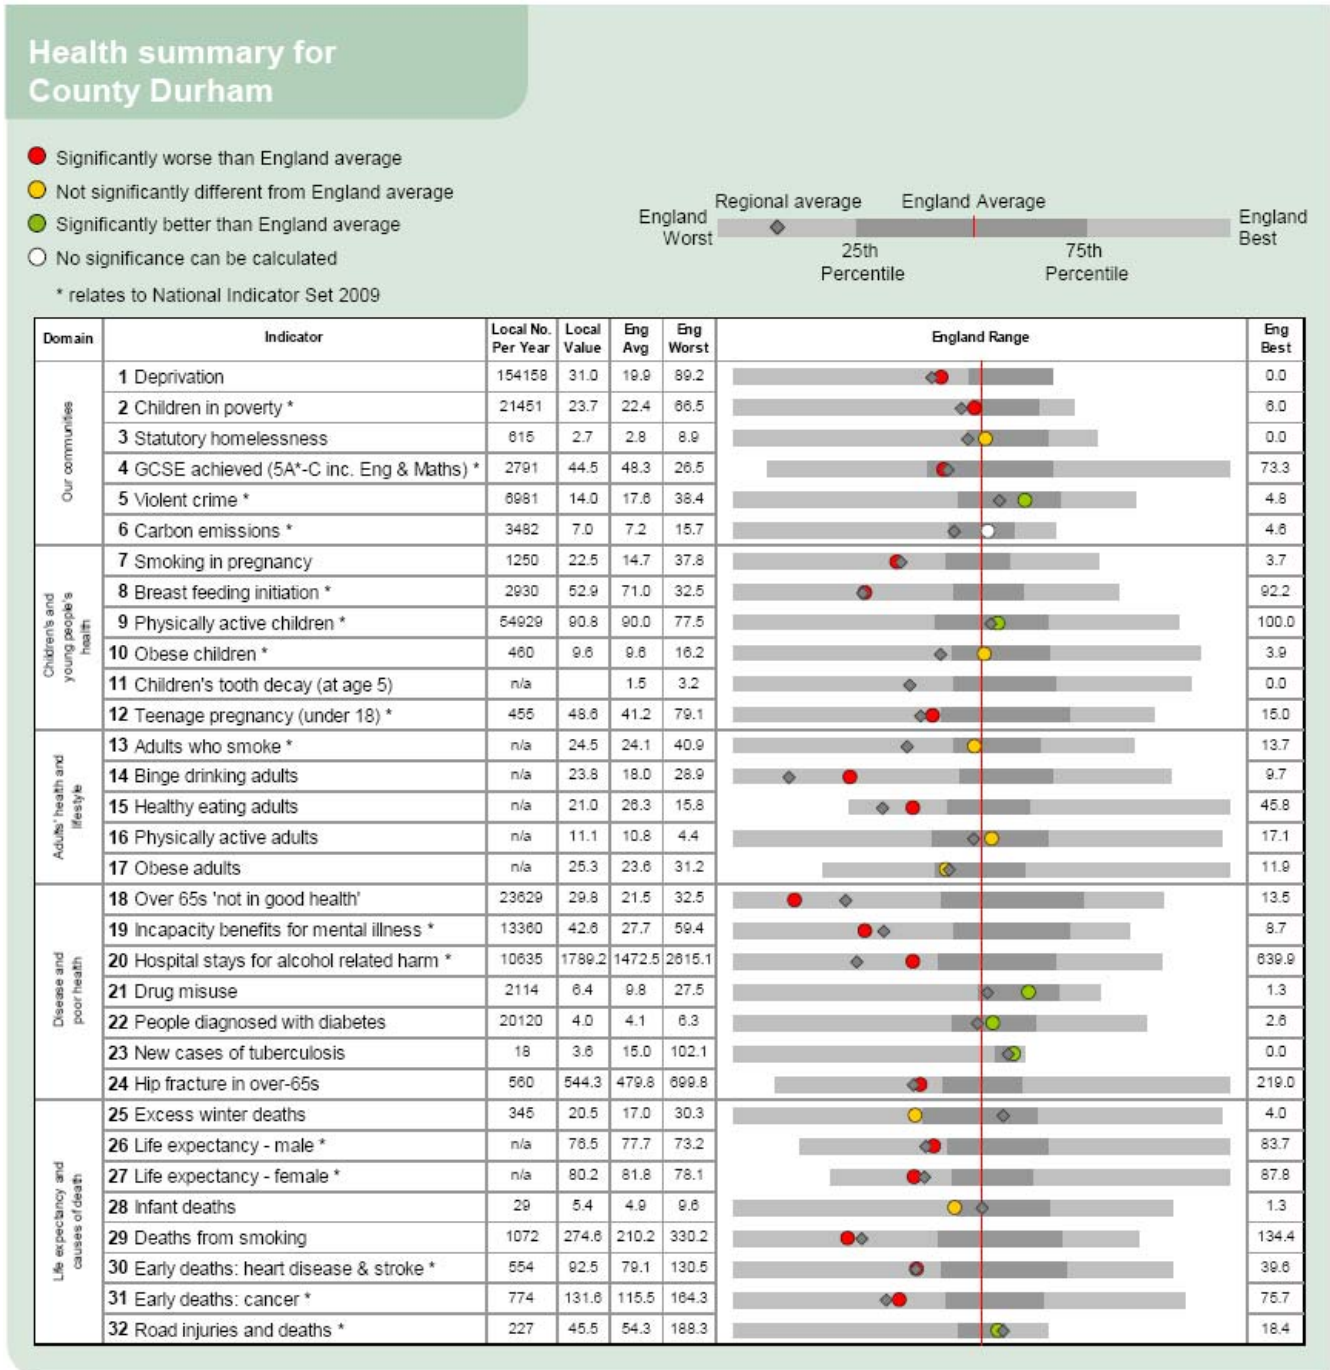 Health summary for
County Durham
Significantly worse than England average
Not significantly different from England average
Significantly better than England average
No significance can be calculated
* relates to National Indicator Set 2009
Regional average England Average
England Worst
England Best
25th Percentile
75th Percentile
Domain Indicator Local No. Per Year Local Value Eng Avg Eng Worst England Range Eng Best
Our communities
1 Deprivation 154158 31.0 19.9 89.2 0.0
2 Children in poverty * 21451 23.7 22.4 66.5 6.0
3 Statutory homelessness 615 2.7 2.8 8.9 0.0
4 GCSE achieved (5A*-C inc. Eng & Maths) * 2791 44.5 48.3 26.5 73.3
5 Violent crime * 6981 14.0 17.6 38.4 4.8
6 Carbon emissions * 3482 7.0 7.2 15.7 4.6
Children's and young people's health
7 Smoking in pregnancy 1250 22.5 14.7 37.8 3.7
8 Breast feeding initiation * 2930 52.9 71.0 32.5 92.2
9 Physically active children * 54929 90.8 90.0 77.5 100.0
10 Obese children * 460 9.6 9.6 16.2 3.9
11 Children's tooth decay (at age 5) n/a 1.5 3.2 0.0
12 Teenage pregnancy (under 18) * 455 48.6 41.2 79.1 15.0
Adults' health and lifestyle
13 Adults who smoke * n/a 24.5 24.1 40.9 13.7
14 Binge drinking adults n/a 23.8 18.0 28.9 9.7
15 Healthy eating adults n/a 21.0 26.3 15.8 45.8
16 Physically active adults n/a 11.1 10.8 4.4 17.1
17 Obese adults n/a 25.3 23.6 31.2 11.9
Disease and poor health
18 Over 65s 'not in good health' 23629 29.8 21.5 32.5 13.5
19 Incapacity benefits for mental illness * 13360 42.6 27.7 59.4 8.7
20 Hospital stays for alcohol related harm * 10635 1789.2 1472.5 2615.1 639.9
21 Drug misuse 2114 6.4 9.8 27.5 1.3
22 People diagnosed with diabetes 20120 4.0 4.1 6.3 2.6
23 New cases of tuberculosis 18 3.6 15.0 102.1 0.0
24 Hip fracture in over-65s 560 544.3 479.8 699.8 219.0
Life expectancy and causes of death
25 Excess winter deaths 345 20.5 17.0 30.3 4.0
26 Life expectancy - male * n/a 76.5 77.7 73.2 83.7
27 Life expectancy - female * n/a 80.2 81.8 78.1 87.8
28 Infant deaths 29 5.4 4.9 9.6 1.3
29 Deaths from smoking 1072 274.6 210.2 330.2 134.4
30 Early deaths: heart disease & stroke * 554 92.5 79.1 130.5 39.6
31 Early deaths: cancer * 774 131.6 115.5 164.3 75.7
32 Road injuries and deaths * 227 45.5 54.3 188.3 18.4